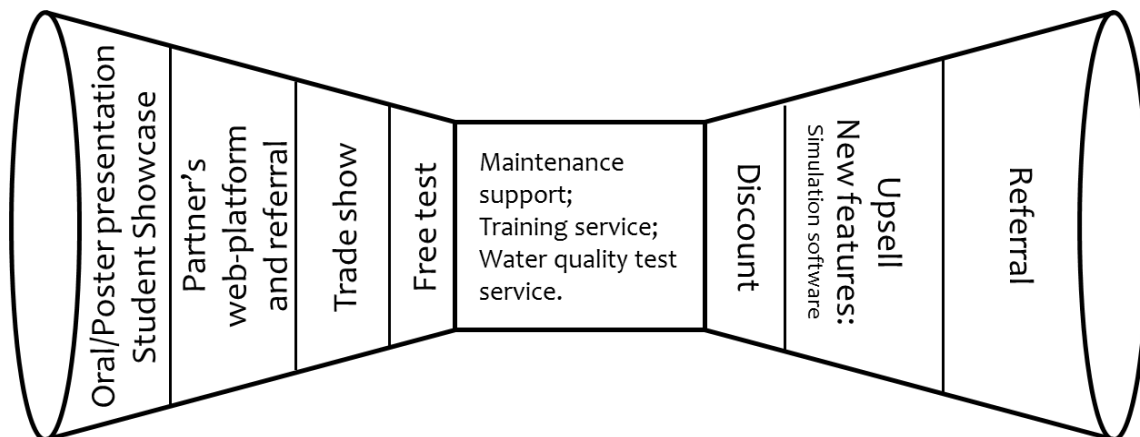 Oral/Poster presentation
Student Showcase
Partner's
web-platform
and referral
Trade show
Free test
Maintenance
support;
Training service;
Water quality test
service.
Discount
Upsell
New features:
Simulation software
Referral